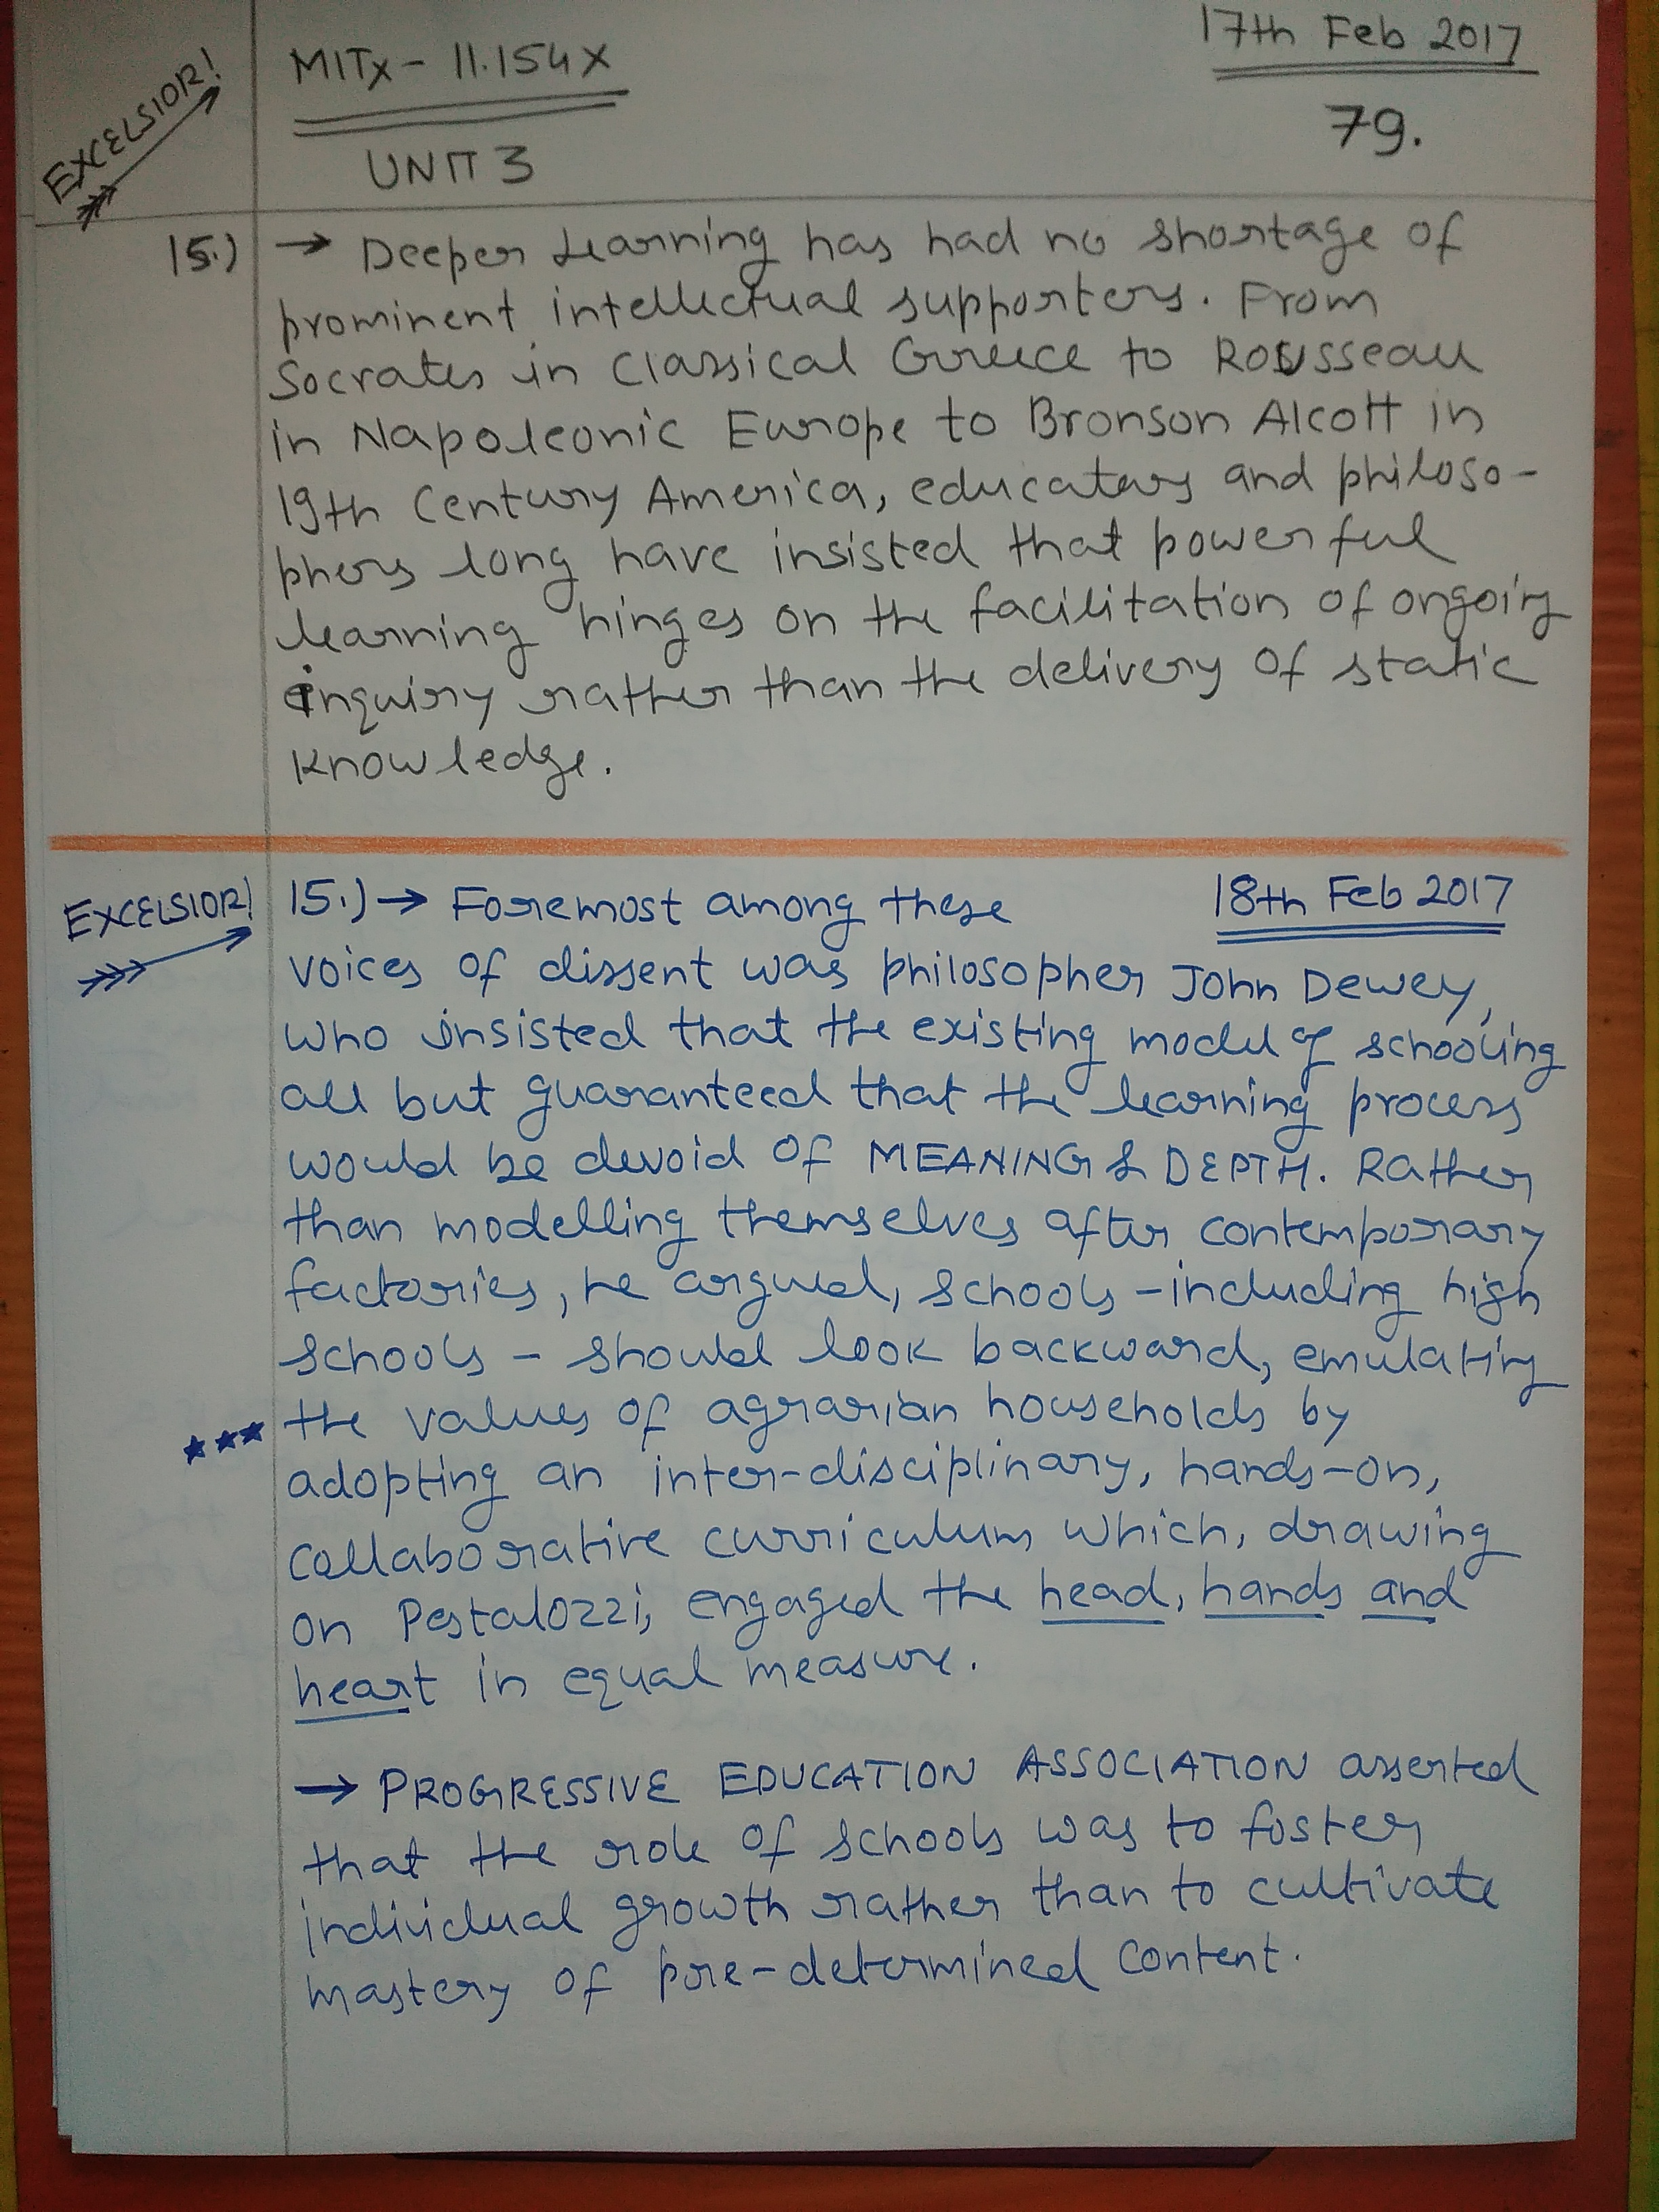 EXCELSIOR!
MITx - 11.154x
17th Feb 2017
UNIT 3
79.
15.) → Deeper Learning has had no shortage of
prominent intellectual supporters. From
Socrates in Classical Greece to Rousseau
in Napoleonic Europe to Bronson Alcott in
19th Century America, educators and philoso-
phers long have insisted that powerful
learning hinges on the facilitation of ongoing
inquiry rather than the delivery of static
knowledge.
EXCELSIOR! 15.) → Foremost among these 18th Feb 2017
voices of dissent was philosopher John Dewey,
who insisted that the existing model of schooling
all but guaranteed that the learning process
would be devoid of MEANING & DEPTH. Rather
than modelling themselves after contemporary
factories, he argued, schools - including high
schools - should look backward, emulating
*** the values of agrarian households by
adopting an inter-disciplinary, hands-on,
collaborative curriculum which, drawing
on Pestalozzi, engaged the head, hands and
heart in equal measure.
→ PROGRESSIVE EDUCATION ASSOCIATION asserted
that the role of schools was to foster
individual growth rather than to cultivate
mastery of pre-determined content.